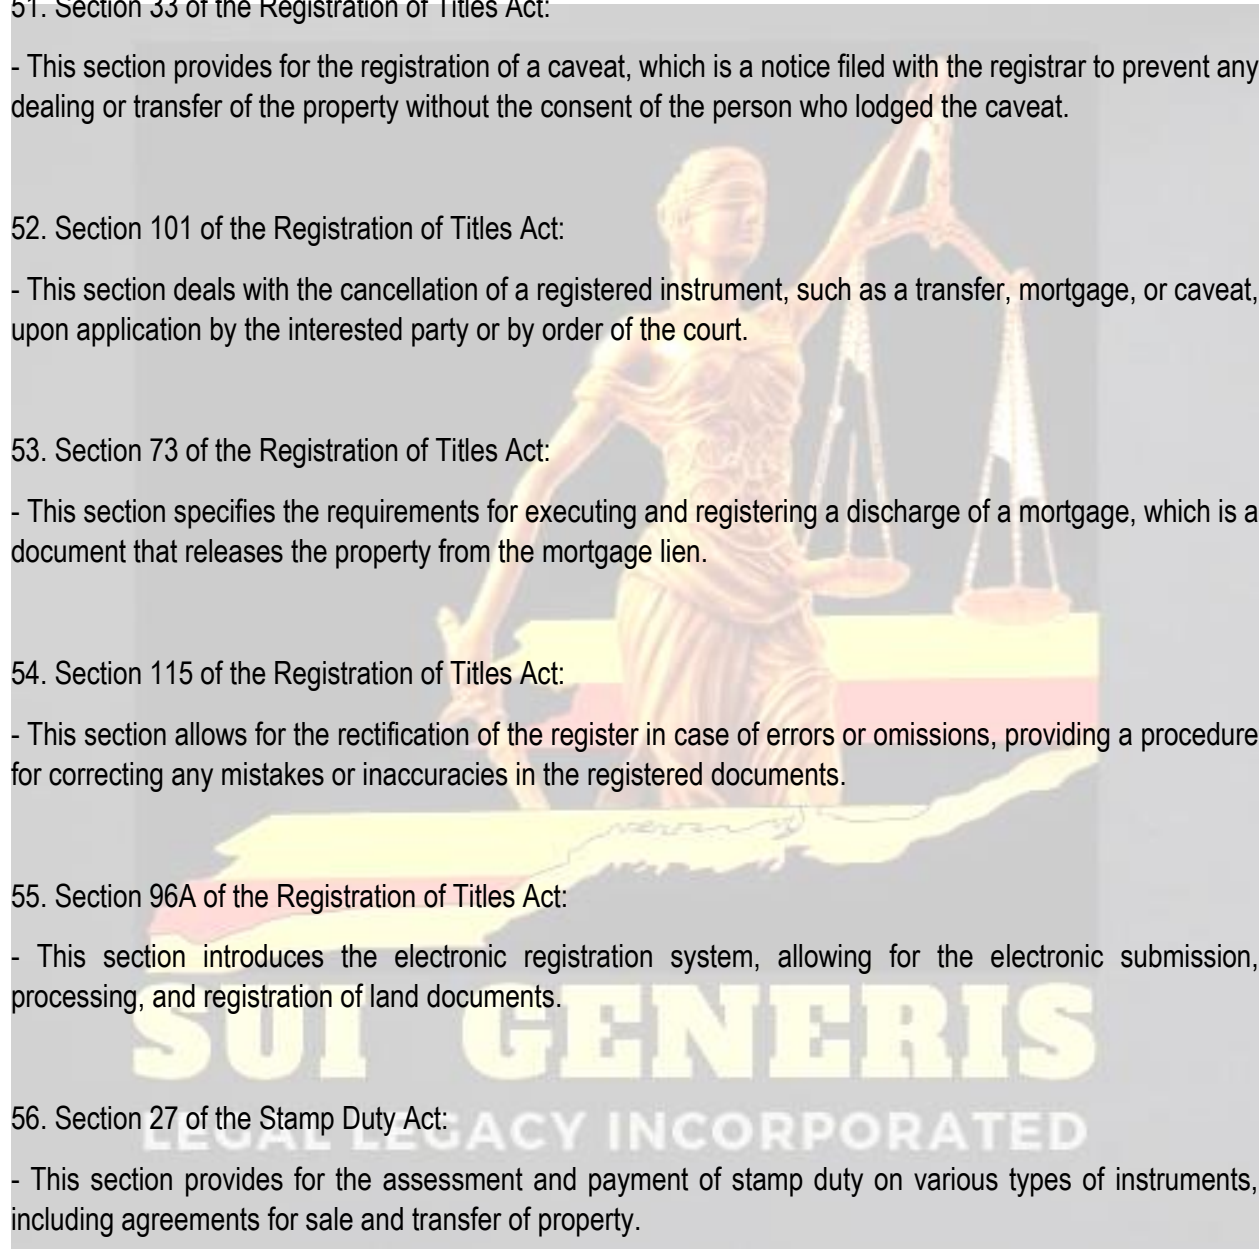 51. Section 33 of the Registration of Titles Act:
- This section provides for the registration of a caveat, which is a notice filed with the registrar to prevent any
dealing or transfer of the property without the consent of the person who lodged the caveat.
52. Section 101 of the Registration of Titles Act:
- This section deals with the cancellation of a registered instrument, such as a transfer, mortgage, or caveat,
upon application by the interested party or by order of the court.
53. Section 73 of the Registration of Titles Act:
- This section specifies the requirements for executing and registering a discharge of a mortgage, which is a
document that releases the property from the mortgage lien.
54. Section 115 of the Registration of Titles Act:
- This section allows for the rectification of the register in case of errors or omissions, providing a procedure
for correcting any mistakes or inaccuracies in the registered documents.
55. Section 96A of the Registration of Titles Act:
- This section introduces the electronic registration system, allowing for the electronic submission,
processing, and registration of land documents.
SUI GENERIS
56. Section 27 of the Stamp Duty Act:
LEGAL LEGACY INCORPORATED
- This section provides for the assessment and payment of stamp duty on various types of instruments,
including agreements for sale and transfer of property.